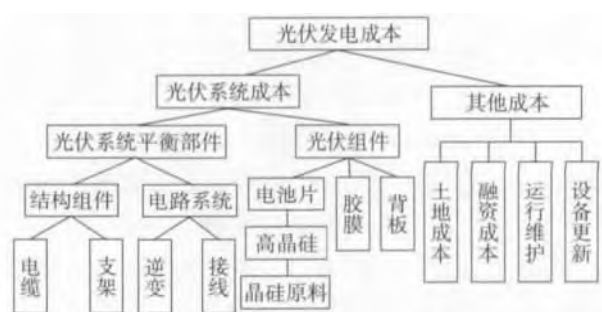 光伏发电成本
光伏系统成本
其他成本
光伏系统平衡部件
光伏组件
结构组件
电路系统
电池片
胶膜
背板
土地成本
融资成本
运行维护
设备更新
高晶硅
电缆
支架
逆变
接线
晶硅原料